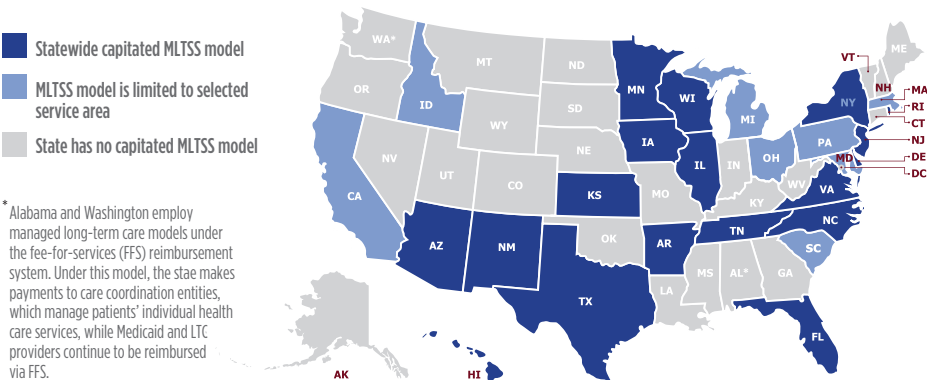 Statewide capitated MLTSS model
MLTSS model is limited to selected
service area
State has no capitated MLTSS model
* Alabama and Washington employ
managed long-term care models under
the fee-for-services (FFS) reimbursement
system. Under this model, the stae makes
payments to care coordination entities,
which manage patients' individual health
care services, while Medicaid and LTC
providers continue to be reimbursed
via FFS.
WA*
MT
ND
MN
VT
ME
OR
ID
SD
WI
NY
NH
MA
RI
CT
WY
MI
IA
NE
PA
NJ
NV
UT
CO
IL
IN
OH
MD
DE
DC
CA
KS
MO
WV
VA
KY
AZ
NM
OK
AR
TN
NC
SC
TX
MS
AL*
GA
LA
FL
AK
HI